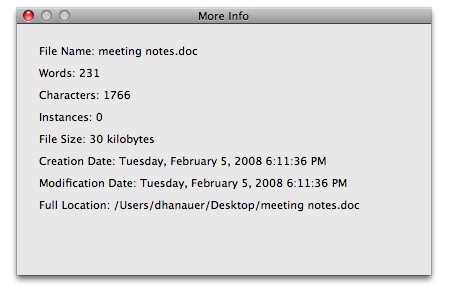 More Info
File Name: meeting notes.doc
Words: 231
Characters: 1766
Instances: 0
File Size: 30 kilobytes
Creation Date: Tuesday, February 5, 2008 6:11:36 PM
Modification Date: Tuesday, February 5, 2008 6:11:36 PM
Full Location: /Users/dhanauer/Desktop/meeting notes.doc